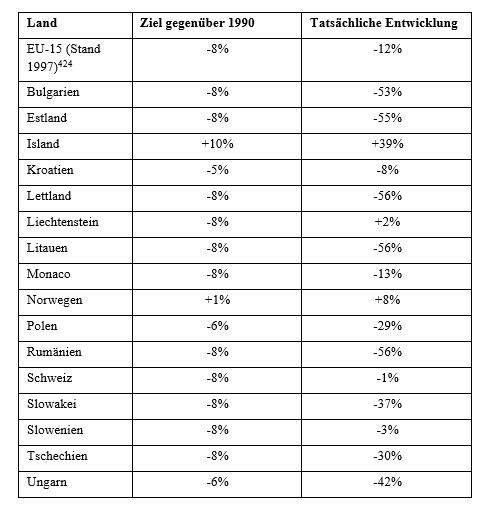 Land Ziel gegenüber 1990 Tatsächliche Entwicklung
EU-15 (Stand -8% -12%
1997)424
Bulgarien -8% -53%
Estland -8% -55%
Island +10% +39%
Kroatien -5% -8%
Lettland -8% -56%
Liechtenstein -8% +2%
Litauen -8% -56%
Monaco -8% -13%
Norwegen +1% +8%
Polen -6% -29%
Rumänien -8% -56%
Schweiz -8% -1%
Slowakei -8% -37%
Slowenien -8% -3%
Tschechien -8% -30%
Ungarn -6% -42%